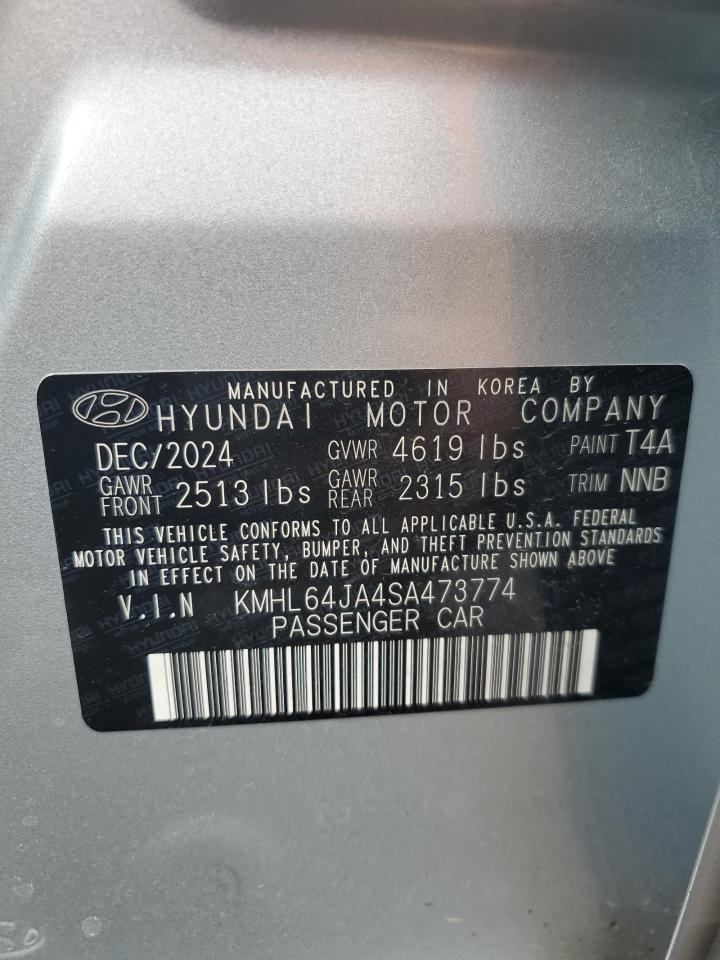 MANUFACTURED IN KOREA BY
HYUNDAI MOTOR COMPANY
DEC/2024 GVWR 4619 lbs PAINT T4A
GAWR FRONT 2513 lbs GAWR REAR 2315 lbs TRIM NNB
THIS VEHICLE CONFORMS TO ALL APPLICABLE U.S.A. FEDERAL
MOTOR VEHICLE SAFETY, BUMPER, AND THEFT PREVENTION STANDARDS
IN EFFECT ON THE DATE OF MANUFACTURE SHOWN ABOVE
V.I.N KMHL64JA4SA473774
PASSENGER CAR